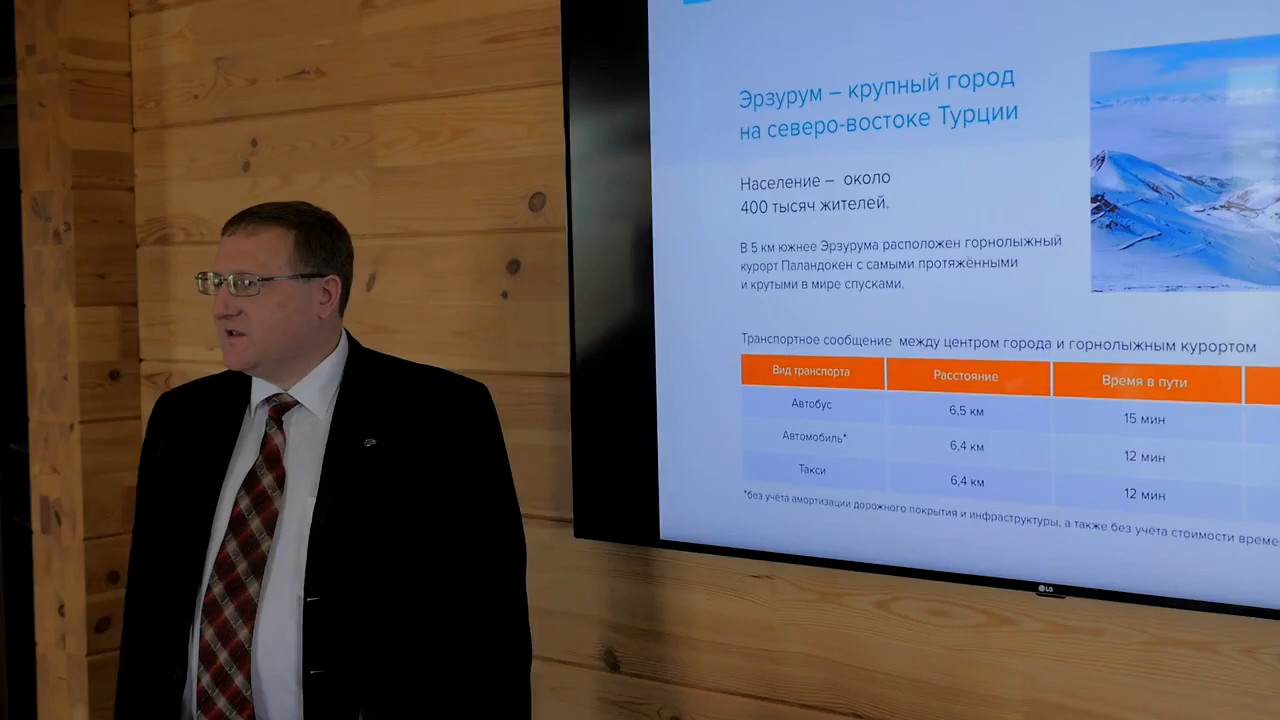 Эрзурум – крупный город
на северо-востоке Турции
Население – около
400 тысяч жителей.
В 5 км южнее Эрзурума расположен горнолыжный
курорт Паландокен с самыми протяжёнными
и крутыми в мире спусками.
Транспортное сообщение между центром города и горнолыжным курортом
Вид транспорта Расстояние Время в пути
Автобус 6,5 км 15 мин
Автомобиль* 6,4 км 12 мин
Такси 6,4 км 12 мин
*без учёта амортизации дорожного покрытия и инфраструктуры, а также без учёта стоимости време
LG